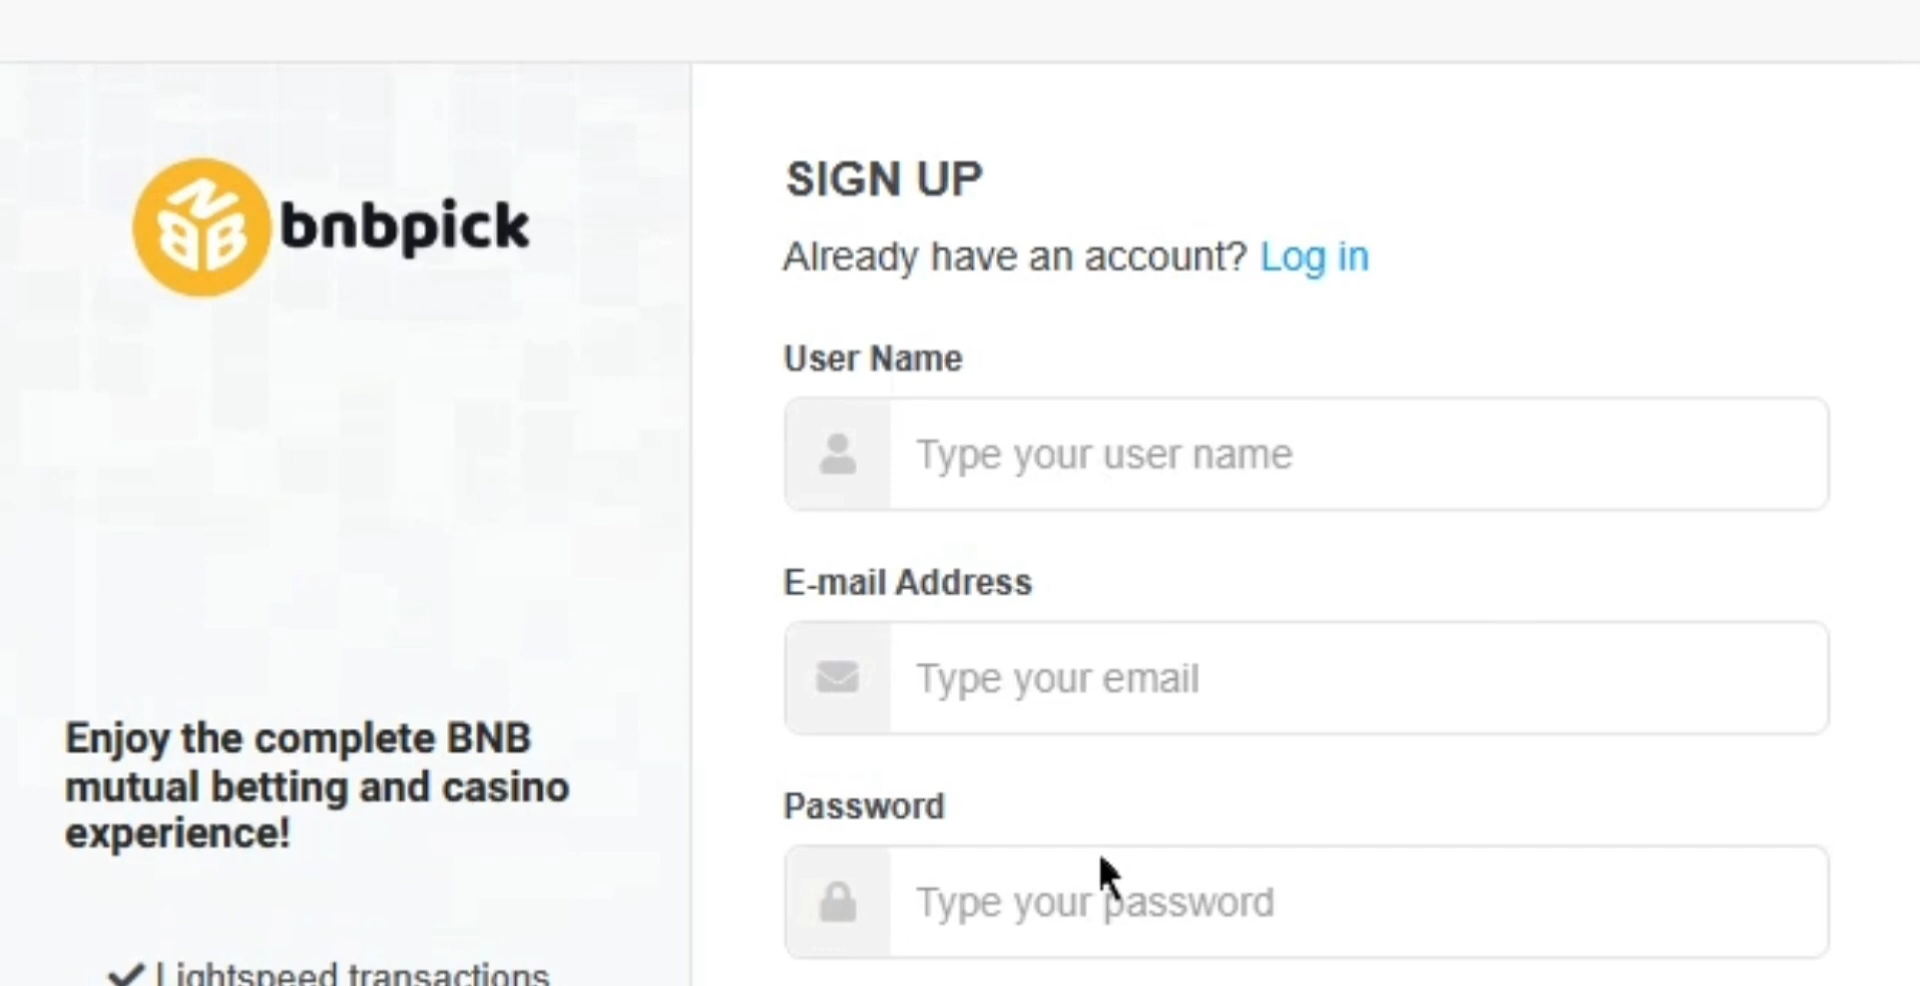 bnbpick
Enjoy the complete BNB
mutual betting and casino
experience!
Lightspeed transactions
SIGN UP
Already have an account? Log in
User Name
Type your user name
E-mail Address
Type your email
Password
Type your password